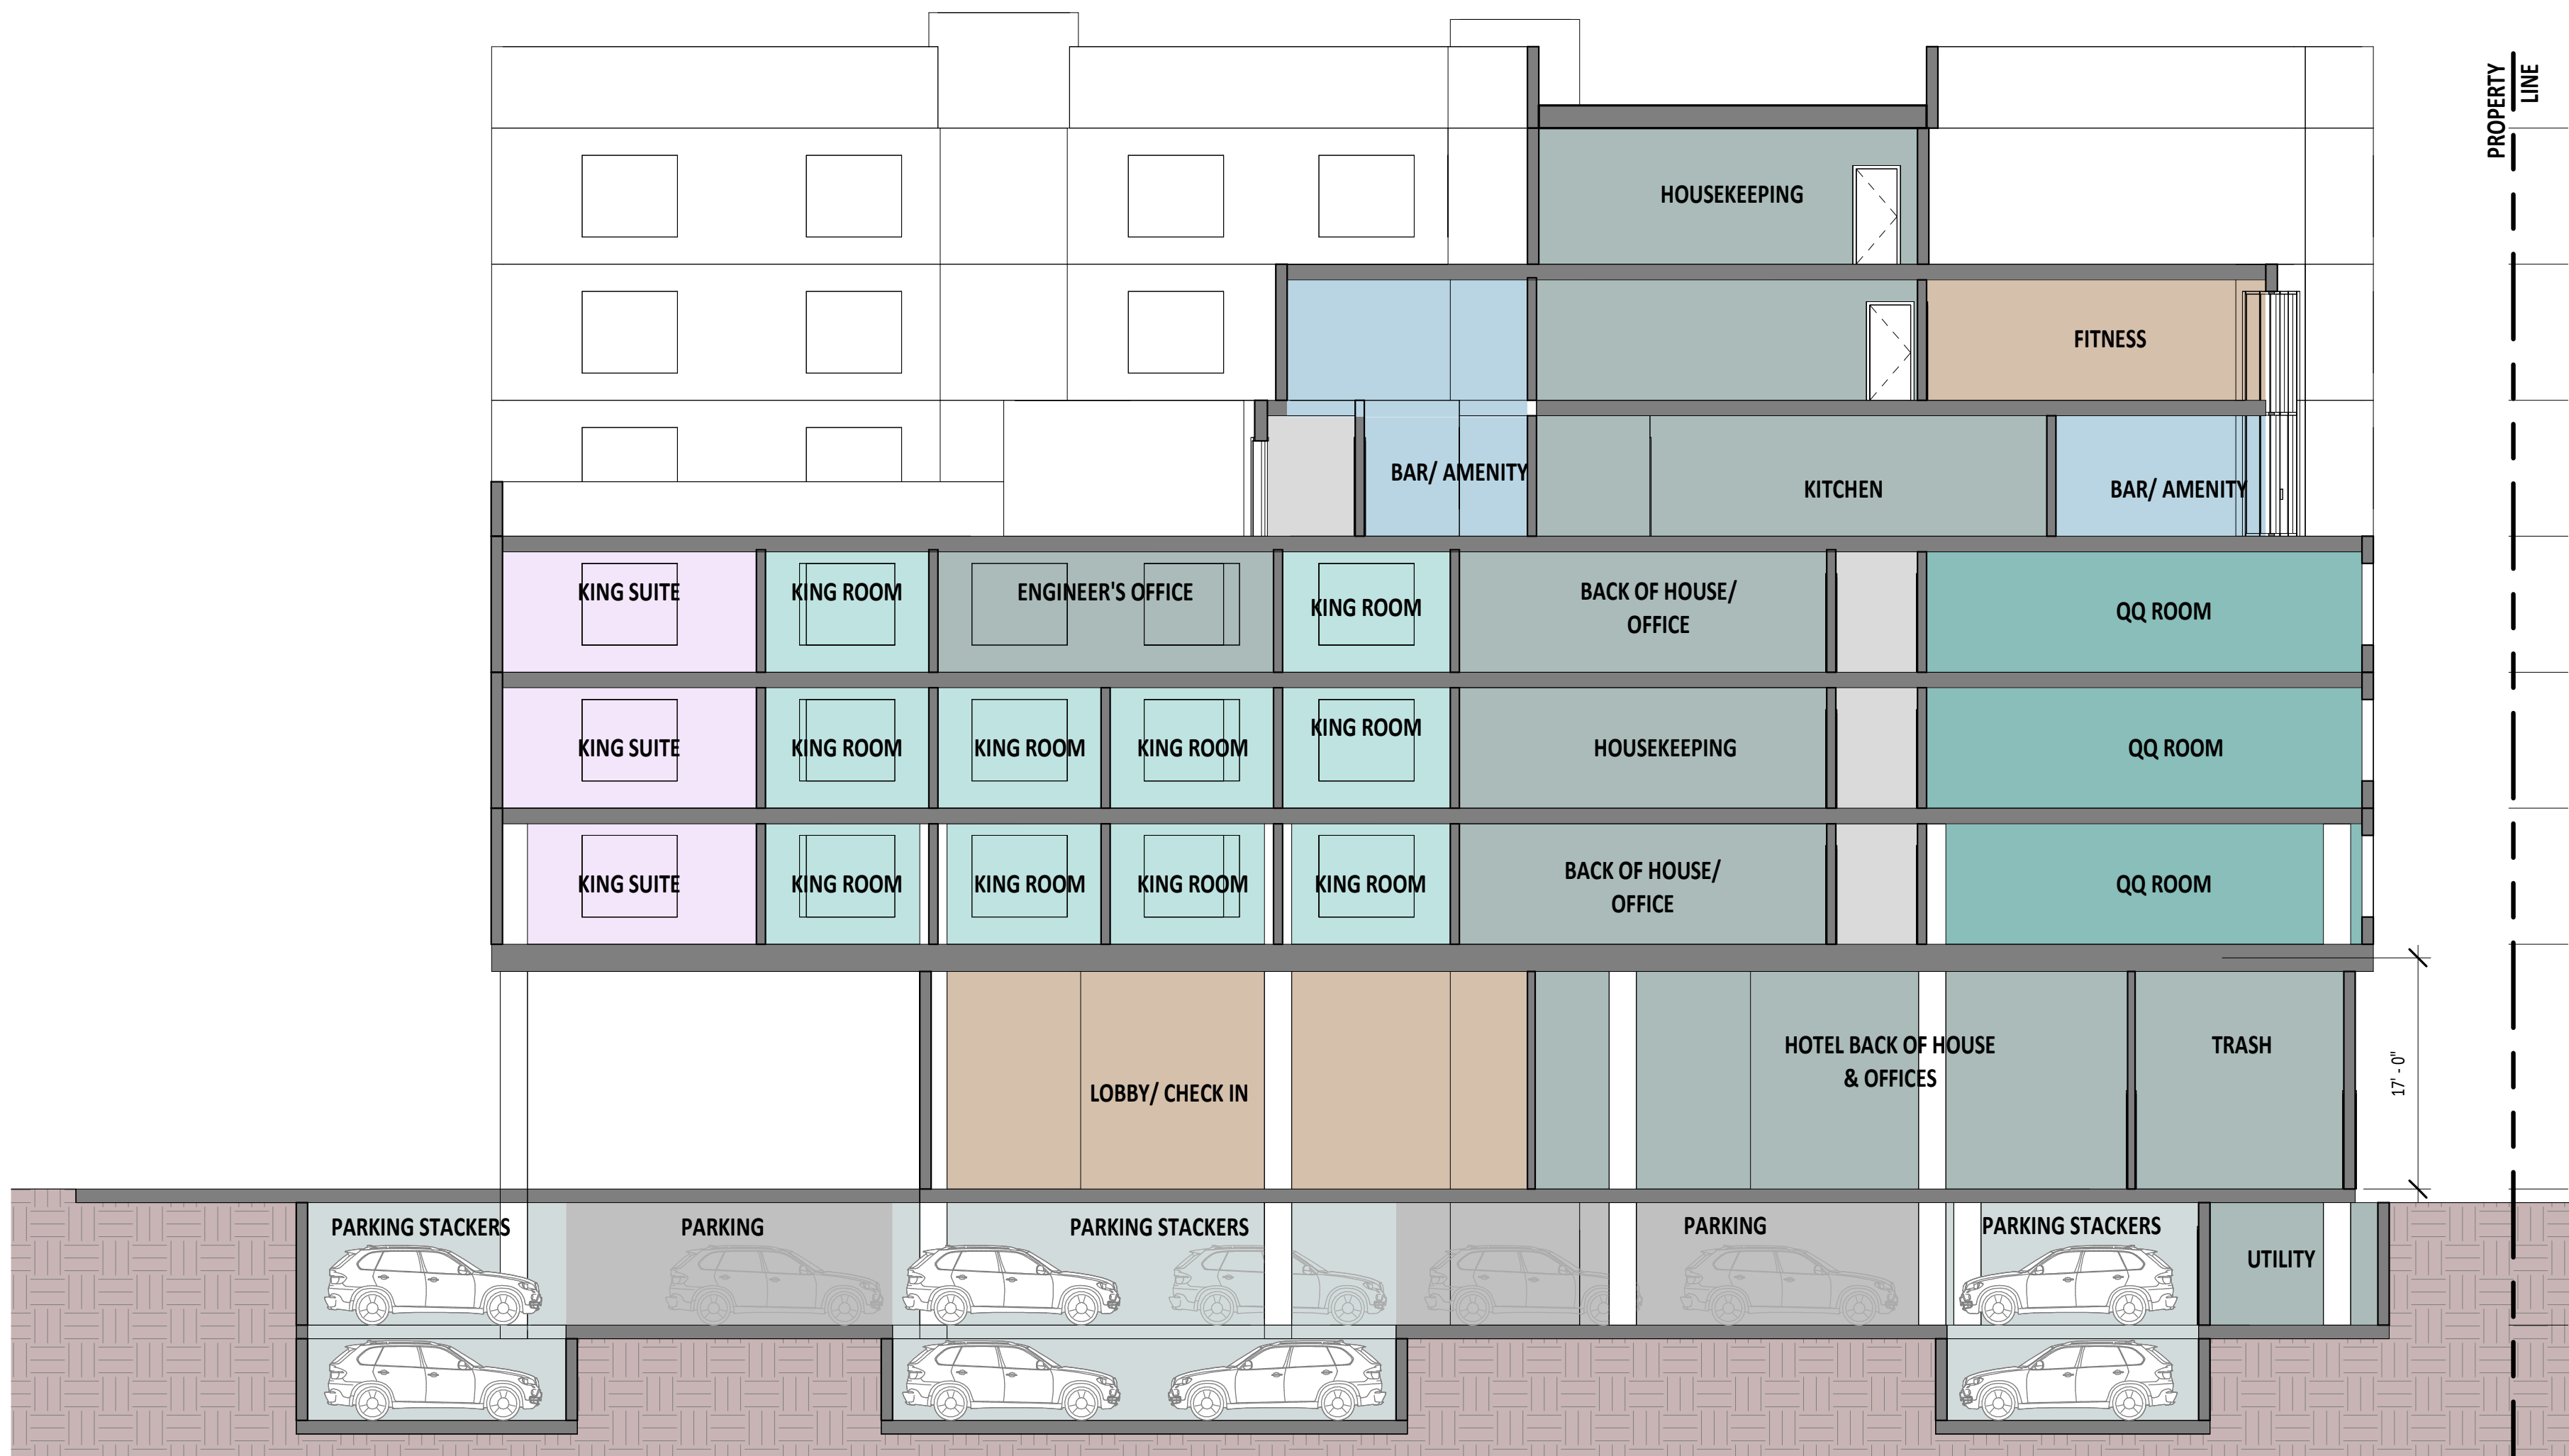 PROPERTY
LINE
HOUSEKEEPING
FITNESS
BAR/ AMENITY
KITCHEN
BAR/ AMENITY
KING SUITE
KING ROOM
ENGINEER'S OFFICE
KING ROOM
BACK OF HOUSE/
OFFICE
QQ ROOM
KING SUITE
KING ROOM
KING ROOM
KING ROOM
KING ROOM
HOUSEKEEPING
QQ ROOM
KING SUITE
KING ROOM
KING ROOM
KING ROOM
KING ROOM
BACK OF HOUSE/
OFFICE
QQ ROOM
LOBBY/ CHECK IN
HOTEL BACK OF HOUSE
& OFFICES
TRASH
17' - 0"
PARKING STACKERS
PARKING
PARKING STACKERS
PARKING
PARKING STACKERS
UTILITY